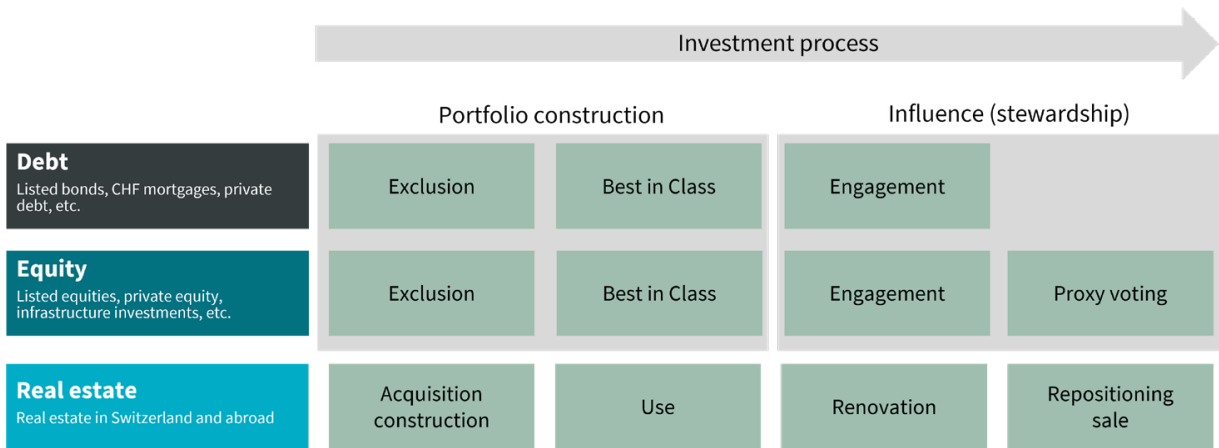 Investment process
Portfolio construction
Influence (stewardship)
Debt
Listed bonds, CHF mortgages, private
debt, etc.
Exclusion
Best in Class
Engagement
Equity
Listed equities, private equity,
infrastructure investments, etc.
Exclusion
Best in Class
Engagement
Proxy voting
Real estate
Real estate in Switzerland and abroad
Acquisition
construction
Use
Renovation
Repositioning
sale